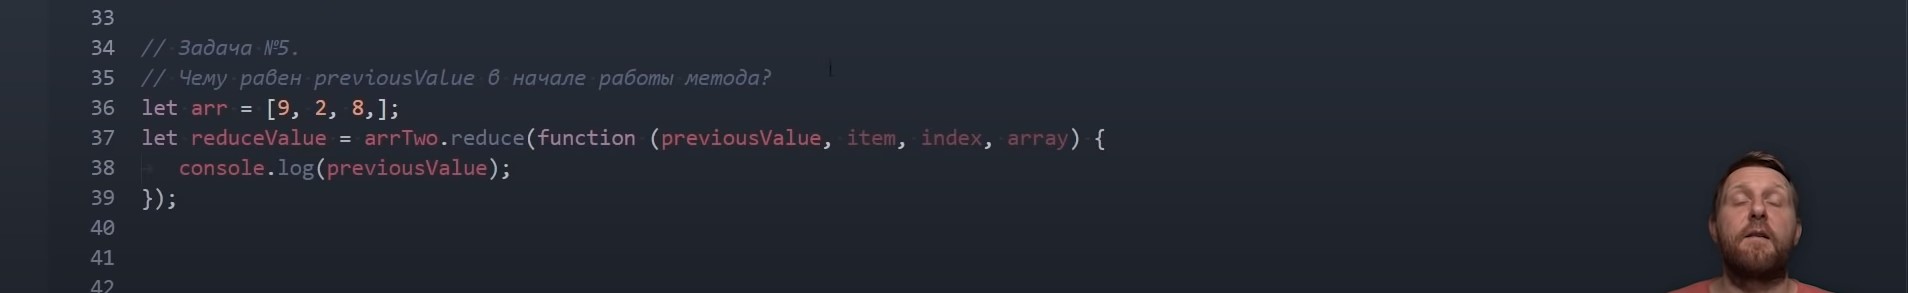 33
34 // Задача №5.
35 // Чему равен previousValue в начале работы метода?
36 let arr = [9, 2, 8,];
37 let reduceValue = arrTwo.reduce(function (previousValue, item, index, array) {
38 console.log(previousValue);
39 });
40
41
42